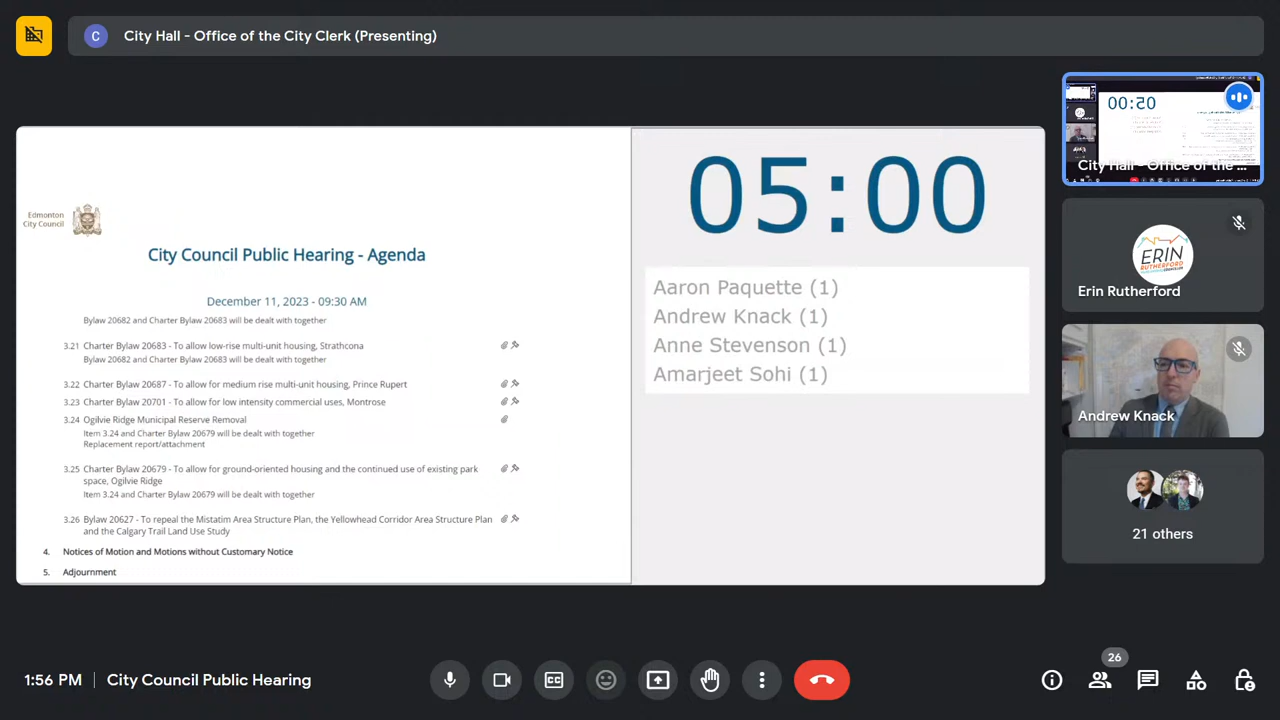 C City Hall - Office of the City Clerk (Presenting)
Edmonton
City Council
City Council Public Hearing - Agenda
December 11, 2023 - 09:30 AM
Bylaw 20682 and Charter Bylaw 20683 will be dealt with together
3.21 Charter Bylaw 20683 - To allow low-rise multi-unit housing, Strathcona
Bylaw 20682 and Charter Bylaw 20683 will be dealt with together
3.22 Charter Bylaw 20687 - To allow for medium rise multi-unit housing, Prince Rupert
3.23 Charter Bylaw 20701 - To allow for low intensity commercial uses, Montrose
3.24 Ogilvie Ridge Municipal Reserve Removal
Item 3.24 and Charter Bylaw 20679 will be dealt with together
Replacement report/attachment
3.25 Charter Bylaw 20679 - To allow for ground-oriented housing and the continued use of existing park
space, Ogilvie Ridge
Item 3.24 and Charter Bylaw 20679 will be dealt with together
3.26 Bylaw 20627 - To repeal the Mistatim Area Structure Plan, the Yellowhead Corridor Area Structure Plan
and the Calgary Trail Land Use Study
4. Notices of Motion and Motions without Customary Notice
5. Adjournment
05:00
Aaron Paquette (1)
Andrew Knack (1)
Anne Stevenson (1)
Amarjeet Sohi (1)
05:00
City Hall - Office of the ...
ERIN
RUTHERFORD
Erin Rutherford
Andrew Knack
21 others
1:56 PM | City Council Public Hearing
CC
26